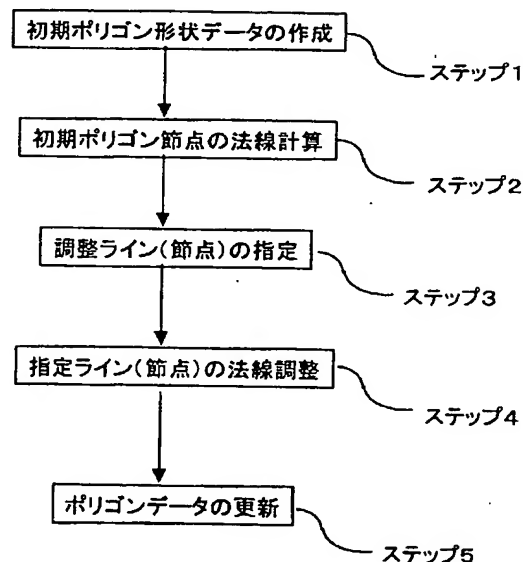 初期ポリゴン形状データの作成
ステップ1
初期ポリゴン節点の法線計算
ステップ2
調整ライン(節点)の指定
ステップ3
指定ライン(節点)の法線調整
ステップ4
ポリゴンデータの更新
ステップ5